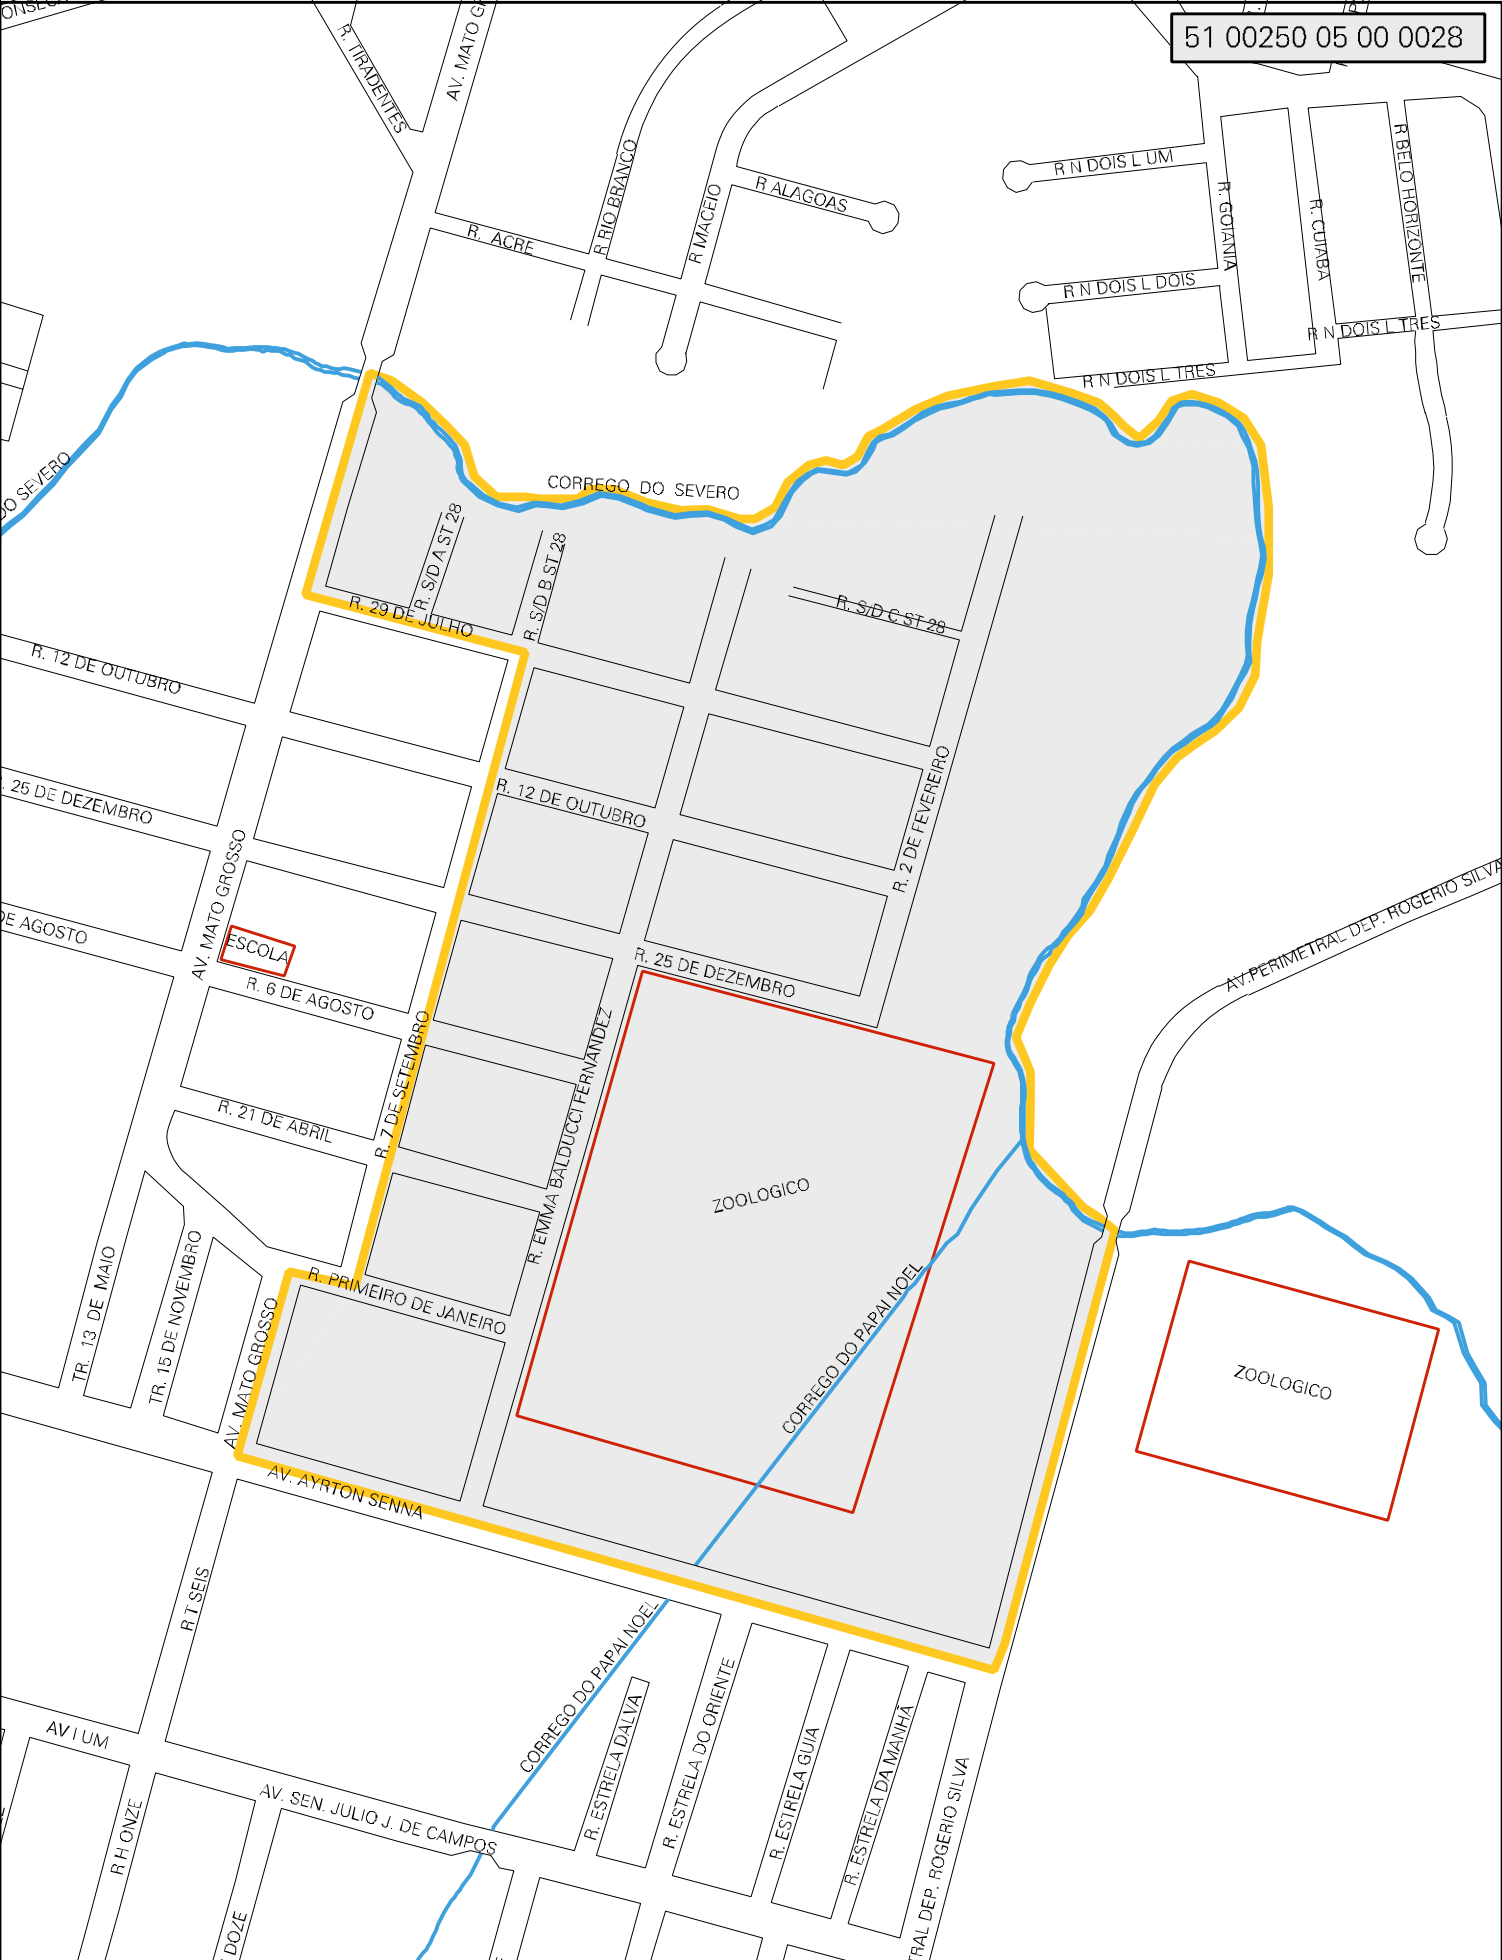 51 00250 05 00 0028
R. TIRADENTES
R RIO BRANCO
R MACEIO
R ALAGOAS
R. ACRE
R N DOIS L UM
R. GOIANIA
R. CUIABA
R BELO HORIZONTE
R N DOIS L DOIS
R N DOIS L TRES
R N DOIS L TRES
DO SEVERO
CORREGO DO SEVERO
R. S/D A ST 28
R. S/D B ST 28
R. S/D C ST 28
R. 29 DE JULHO
R. 12 DE OUTUBRO
R. 12 DE OUTUBRO
R. 2 DE FEVEREIRO
. 25 DE DEZEMBRO
AV. MATO GROSSO
DE AGOSTO
ESCOLA
R. 25 DE DEZEMBRO
R. 6 DE AGOSTO
AV.PERIMETRAL DEP. ROGERIO SILVA
R. 7 DE SETEMBRO
R. EMMA BALDUCCI FERNANDEZ
R. 21 DE ABRIL
ZOOLOGICO
TR. 13 DE MAIO
TR. 15 DE NOVEMBRO
AV. MATO GROSSO
R. PRIMEIRO DE JANEIRO
CORREGO DO PAPAI NOEL
ZOOLOGICO
AV. AYRTON SENNA
R T SEIS
CORREGO DO PAPAI NOEL
R. ESTRELA DALVA
R. ESTRELA DO ORIENTE
R. ESTRELA GUIA
R. ESTRELA DA MANHÃ
AV I UM
AV. SEN. JULIO J. DE CAMPOS
R H ONZE
DOZE
TRAL DEP. ROGERIO SILVA
AV. MATO GR